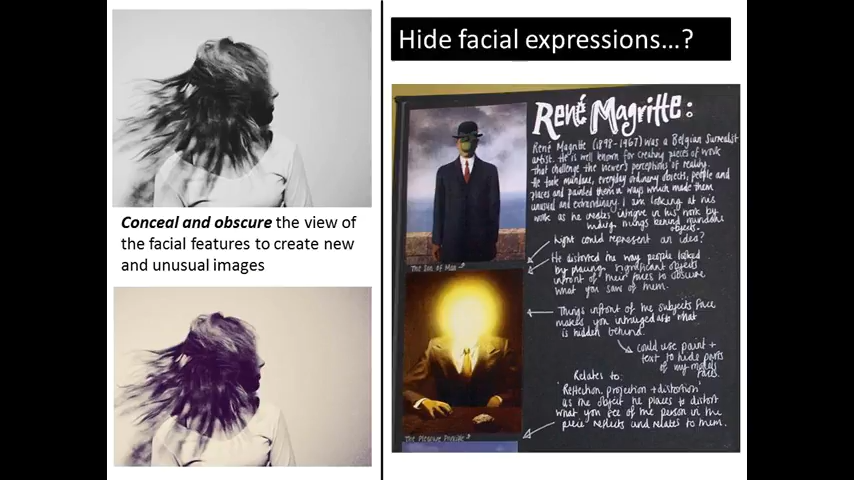 Conceal and obscure the view of
the facial features to create new
and unusual images
Hide facial expressions...?
René Magritte:
René Magritte (1898-1967) was a Belgian Surrealist
artist. He is well known for creating pieces of work
that challenge the viewer's perceptions of reality.
He took mundane, everyday ordinary objects, people and
places and painted them in ways which made them
unusual and extraordinary. I am looking at his
work as he creates intrigue in his work by
hiding things behind mundane
objects.
The Son of Man
Light could represent an idea?
He distorted the way people looked
by placing significant objects
infront of their faces to obscure
what you saw of them.
Things infront of the subjects face
makes you intrigued as to what
is hidden behind.
could use paint +
text to hide parts
of my models
faces.
Relates to:
'Reflection, projection + distortion'
as the object he places to distort
what you see of the person in the
piece reflects and relates to them.
The Pleasure Principle